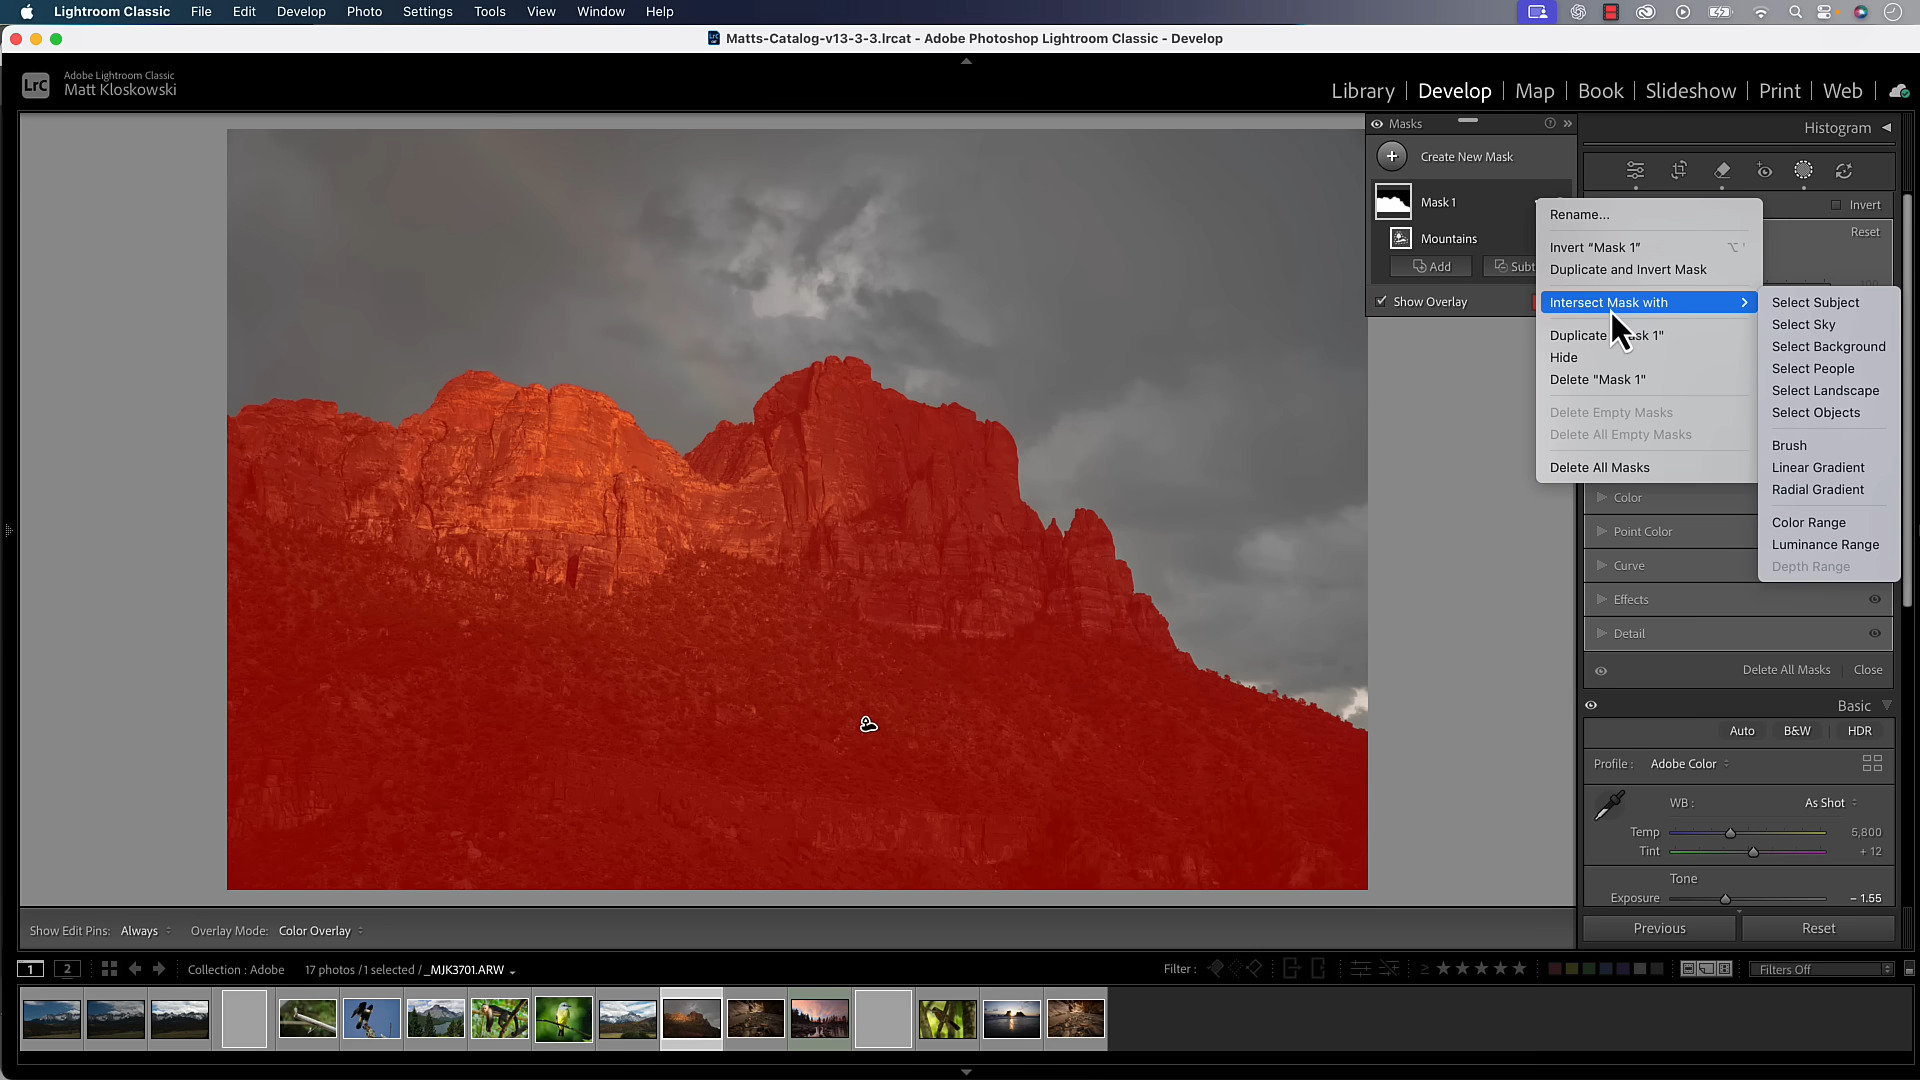 Lightroom Classic File Edit Develop Photo Settings Tools View Window Help
Matts-Catalog-v13-3-3.lrcat - Adobe Photoshop Lightroom Classic - Develop
LrC
Adobe Lightroom Classic
Matt Kloskowski
Library | Develop | Map | Book | Slideshow | Print | Web
Masks
Histogram
Create New Mask
Mask 1
Invert
Rename...
Reset
Mountains
Invert “Mask 1”
Add
Subt
Duplicate and Invert Mask
Show Overlay
Intersect Mask with
Select Subject
Select Sky
Duplicate
sk 1"
Select Background
Hide
Select People
Delete "Mask 1"
Select Landscape
Delete Empty Masks
Select Objects
Delete All Empty Masks
Brush
Delete All Masks
Linear Gradient
Radial Gradient
Color
Color Range
Point Color
Luminance Range
Curve
Depth Range
Effects
Detail
Delete All Masks
Close
Basic
Auto B&W HDR
Profile : Adobe Color
WB : As Shot
Temp 5,800
Tint + 12
Tone
Exposure – 1.55
Previous Reset
Show Edit Pins: Always Overlay Mode: Color Overlay
1 2 Collection : Adobe 17 photos / 1 selected / _MJK3701.ARW Filter : ≥ ★★★★★ Filters Off